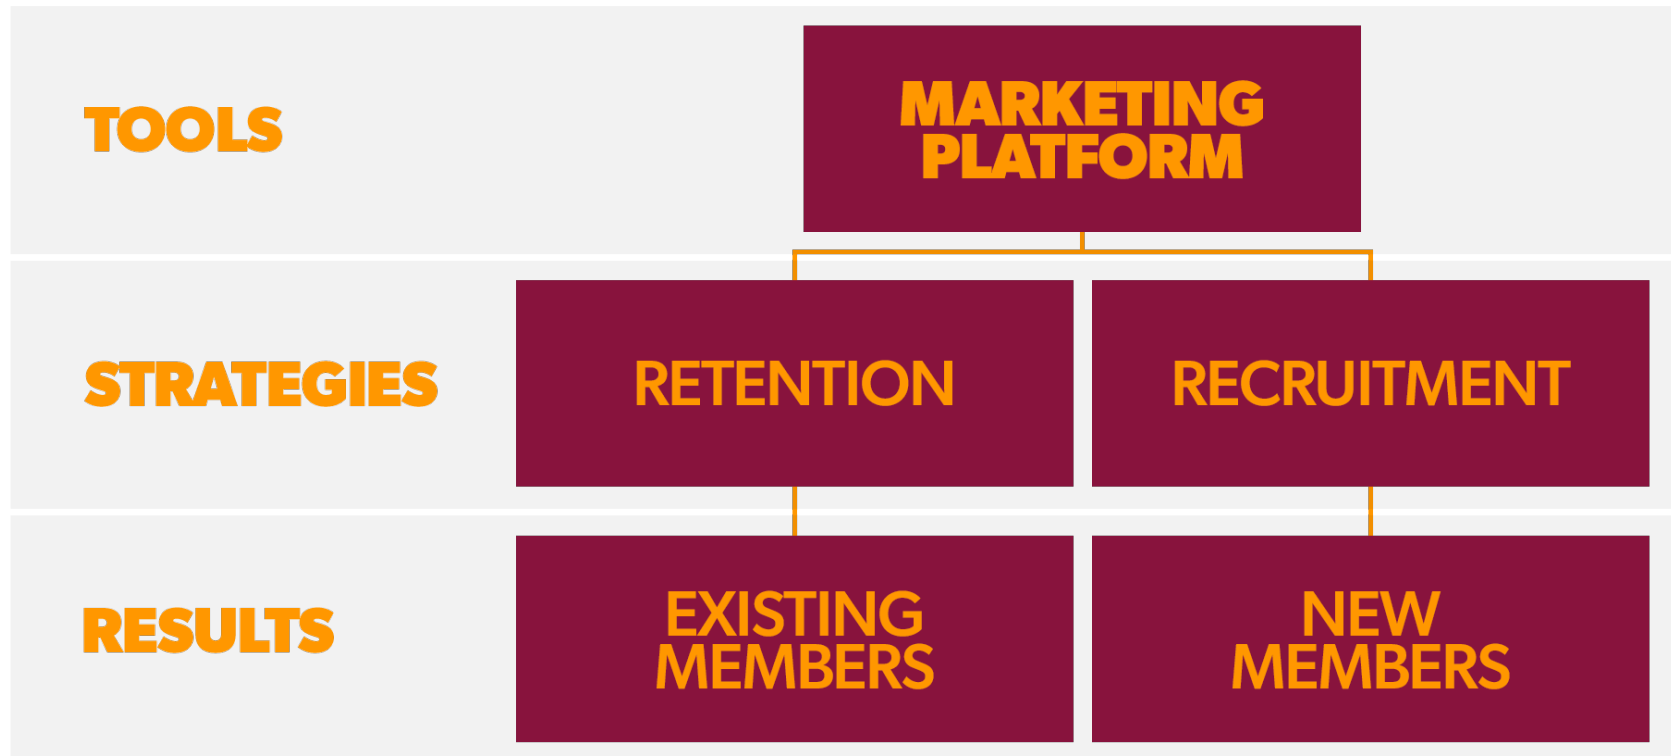 TOOLS
MARKETING
PLATFORM
STRATEGIES
RETENTION
RECRUITMENT
RESULTS
EXISTING
MEMBERS
NEW
MEMBERS